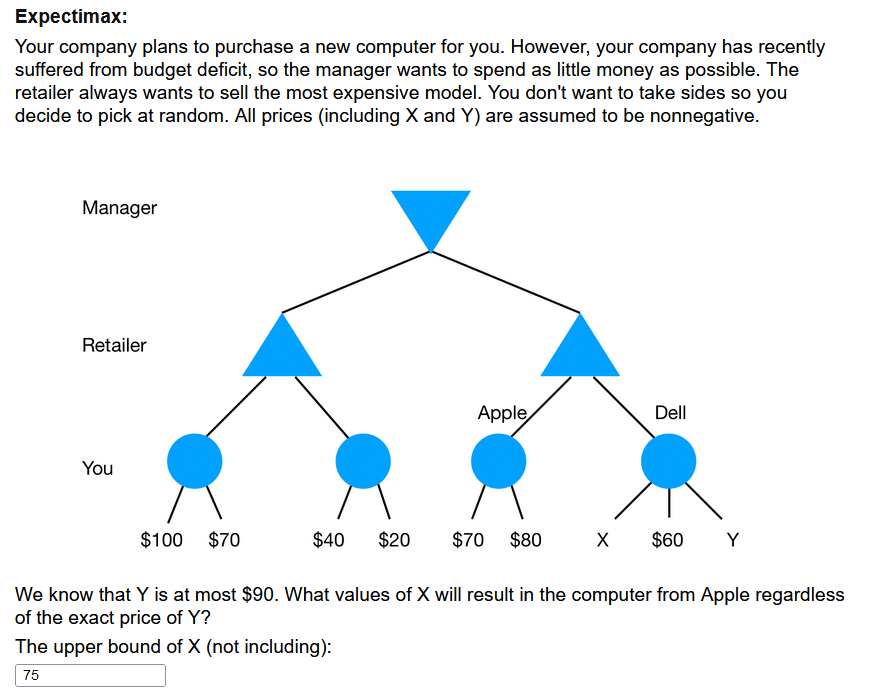 Expectimax:
Your company plans to purchase a new computer for you. However, your company has recently
suffered from budget deficit, so the manager wants to spend as little money as possible. The
retailer always wants to sell the most expensive model. You don't want to take sides so you
decide to pick at random. All prices (including X and Y) are assumed to be nonnegative.
Manager
Retailer
Apple Dell
You
$100 $70 $40 $20 $70 $80 X $60 Y
We know that Y is at most $90. What values of X will result in the computer from Apple regardless
of the exact price of Y?
The upper bound of X (not including):
75